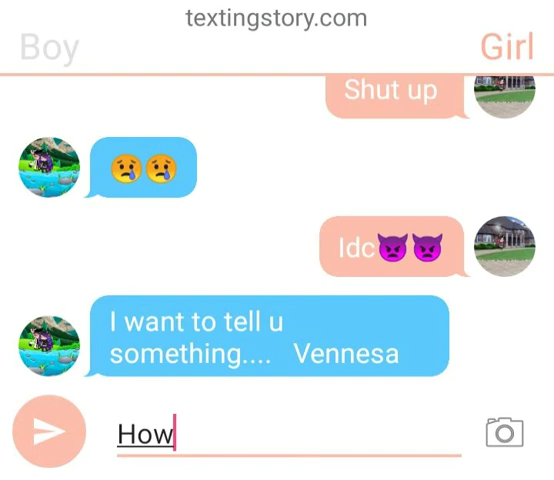 textingstory.com
Boy
Girl
Shut up
😢😢
Idc👿👿
I want to tell u
something.... Vennesa
How